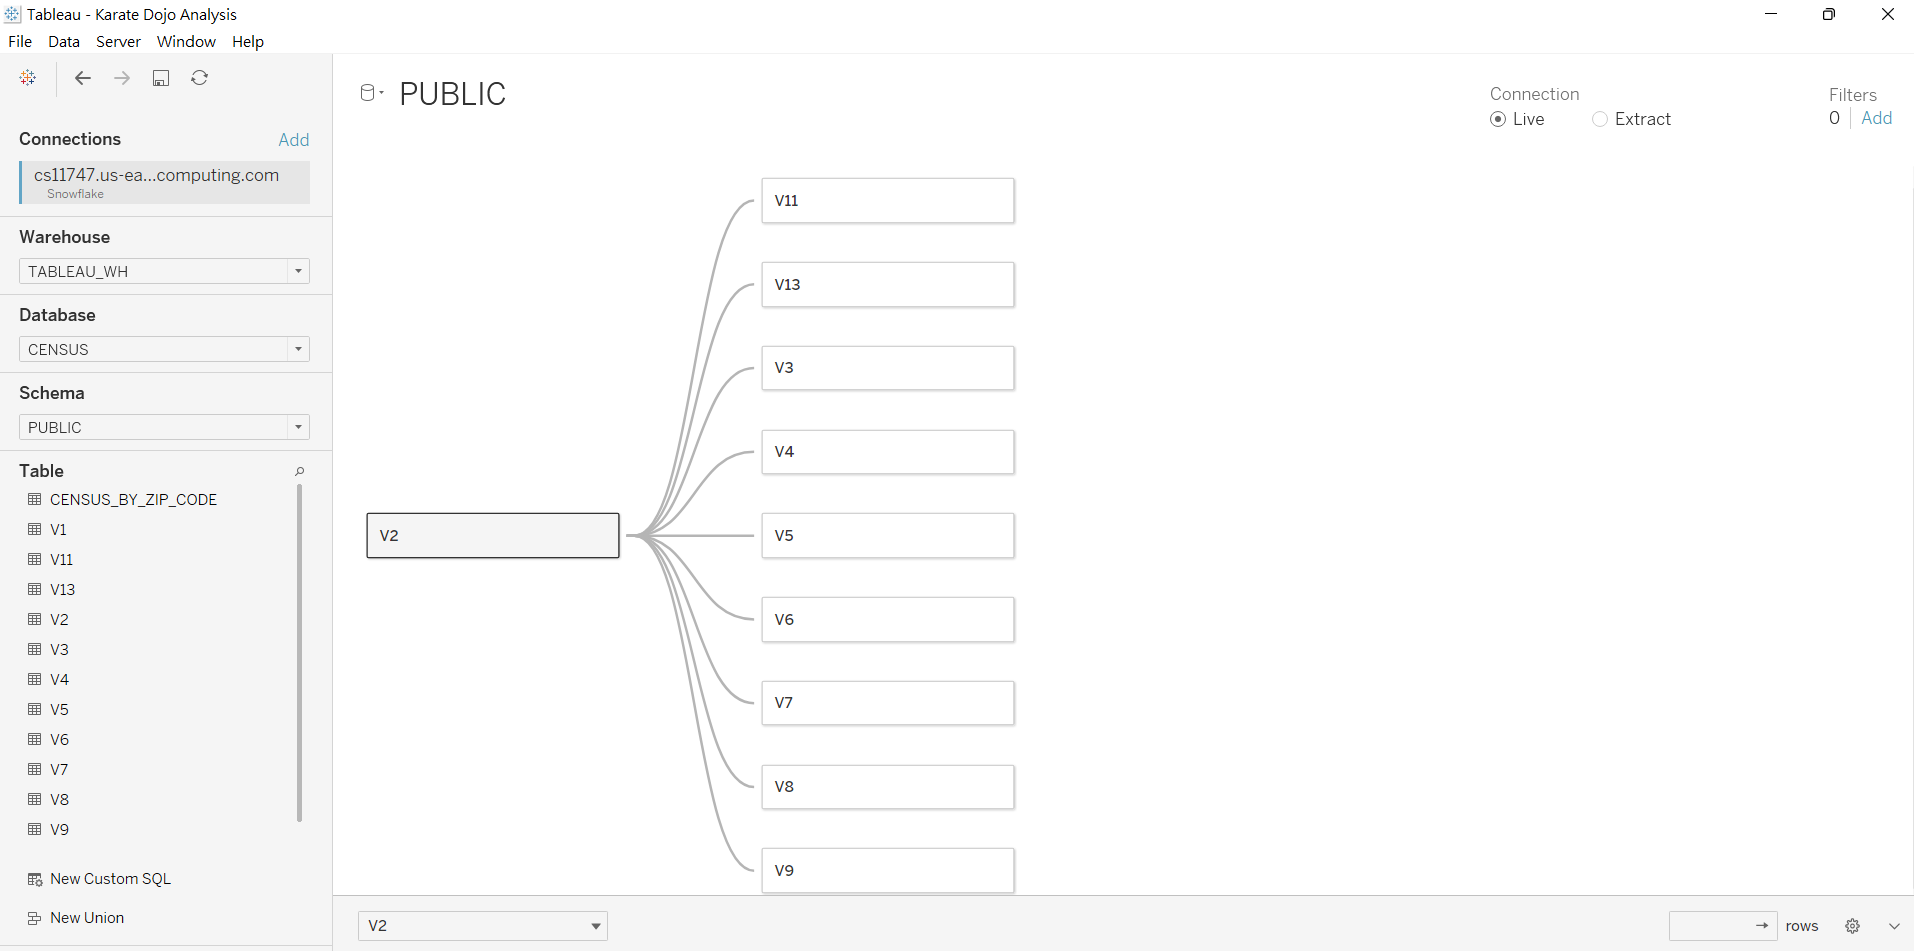 Tableau - Karate Dojo Analysis
File Data Server Window Help
PUBLIC
Connection
Live Extract
Filters
0 Add
Connections Add
cs11747.us-ea...computing.com
Snowflake
Warehouse
TABLEAU_WH
Database
CENSUS
Schema
PUBLIC
Table
CENSUS_BY_ZIP_CODE
V1
V11
V13
V2
V3
V4
V5
V6
V7
V8
V9
New Custom SQL
New Union
V2
V11
V13
V3
V4
V5
V6
V7
V8
V9
V2
rows